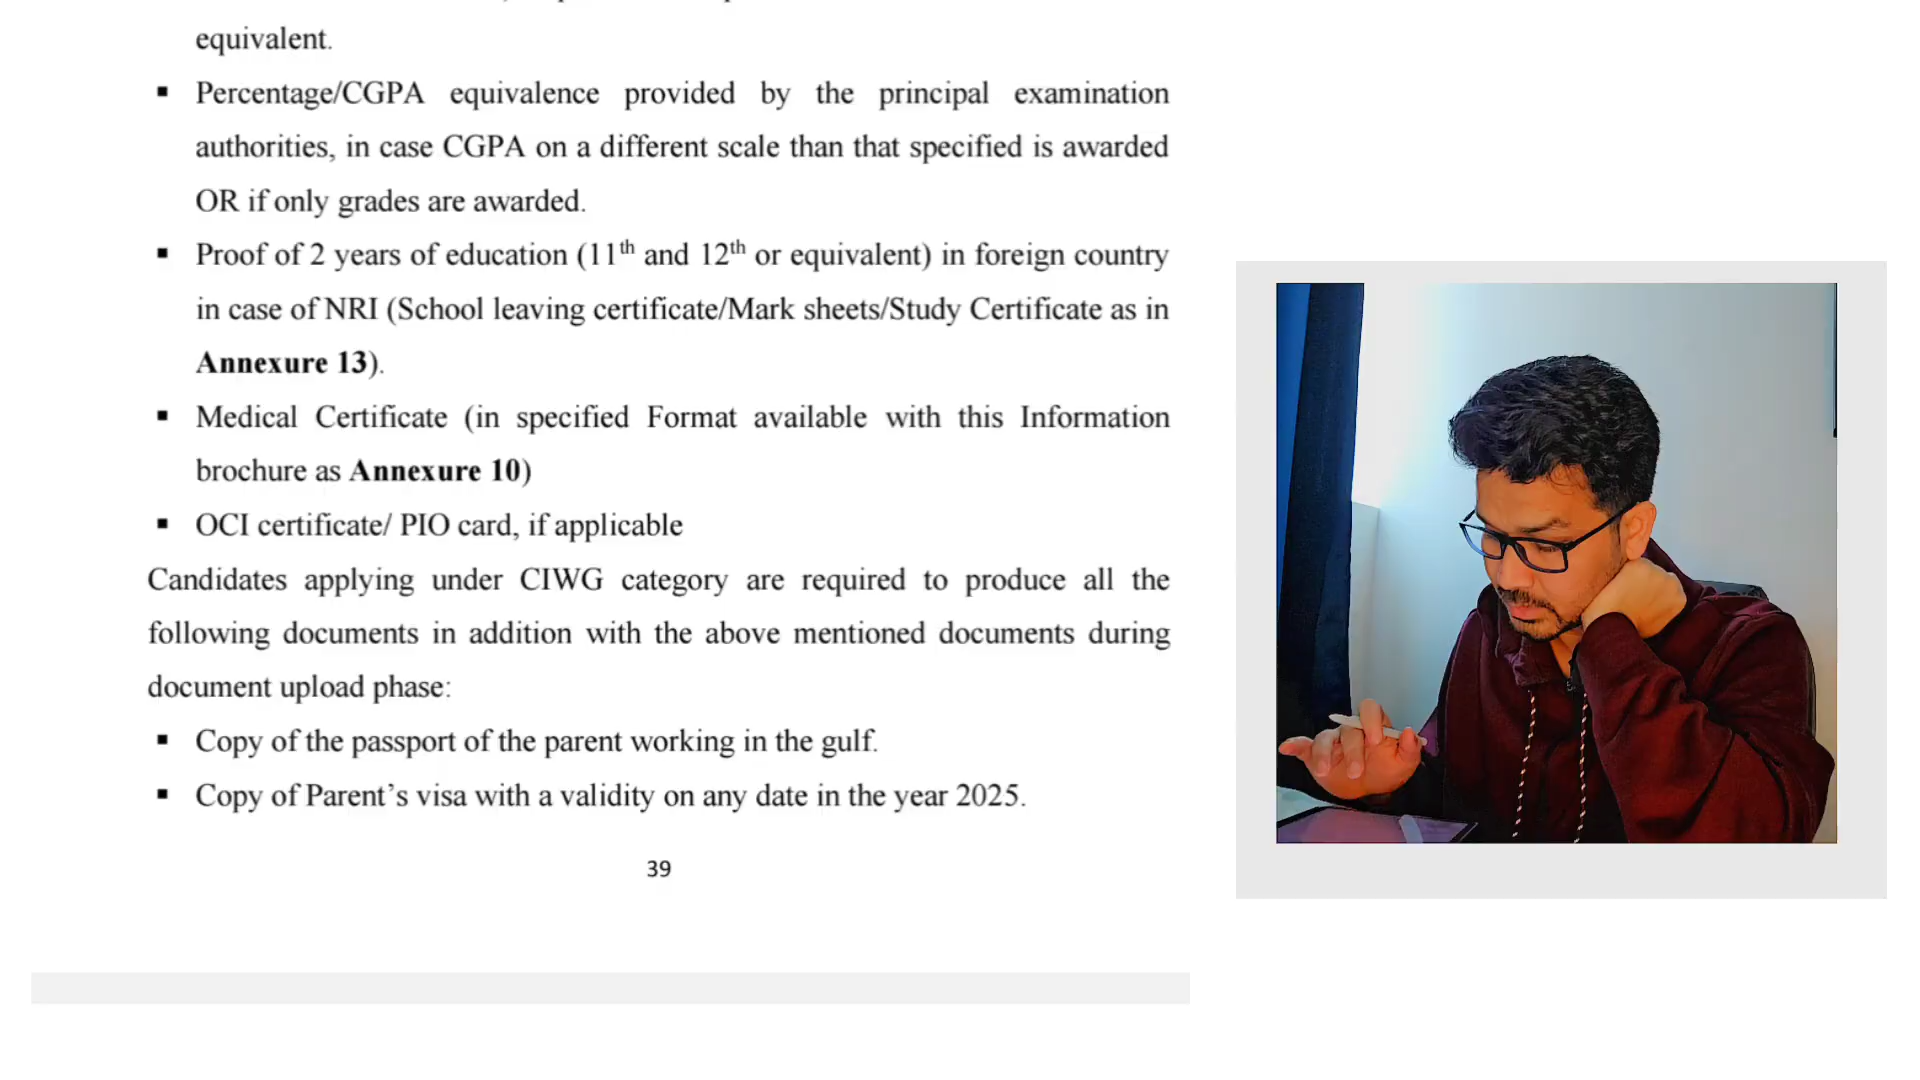 equivalent.
▪ Percentage/CGPA equivalence provided by the principal examination
authorities, in case CGPA on a different scale than that specified is awarded
OR if only grades are awarded.
▪ Proof of 2 years of education (11th and 12th or equivalent) in foreign country
in case of NRI (School leaving certificate/Mark sheets/Study Certificate as in
Annexure 13).
▪ Medical Certificate (in specified Format available with this Information
brochure as Annexure 10)
▪ OCI certificate/ PIO card, if applicable
Candidates applying under CIWG category are required to produce all the
following documents in addition with the above mentioned documents during
document upload phase:
▪ Copy of the passport of the parent working in the gulf.
▪ Copy of Parent’s visa with a validity on any date in the year 2025.
39